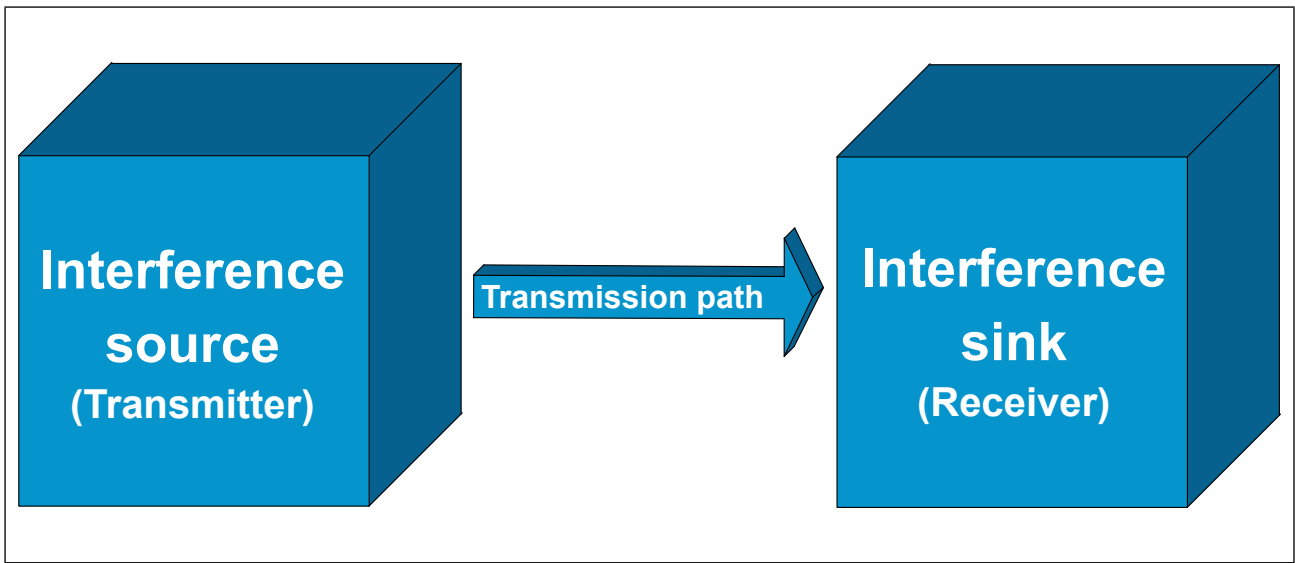 Interference
source
(Transmitter)
Transmission path
Interference
sink
(Receiver)